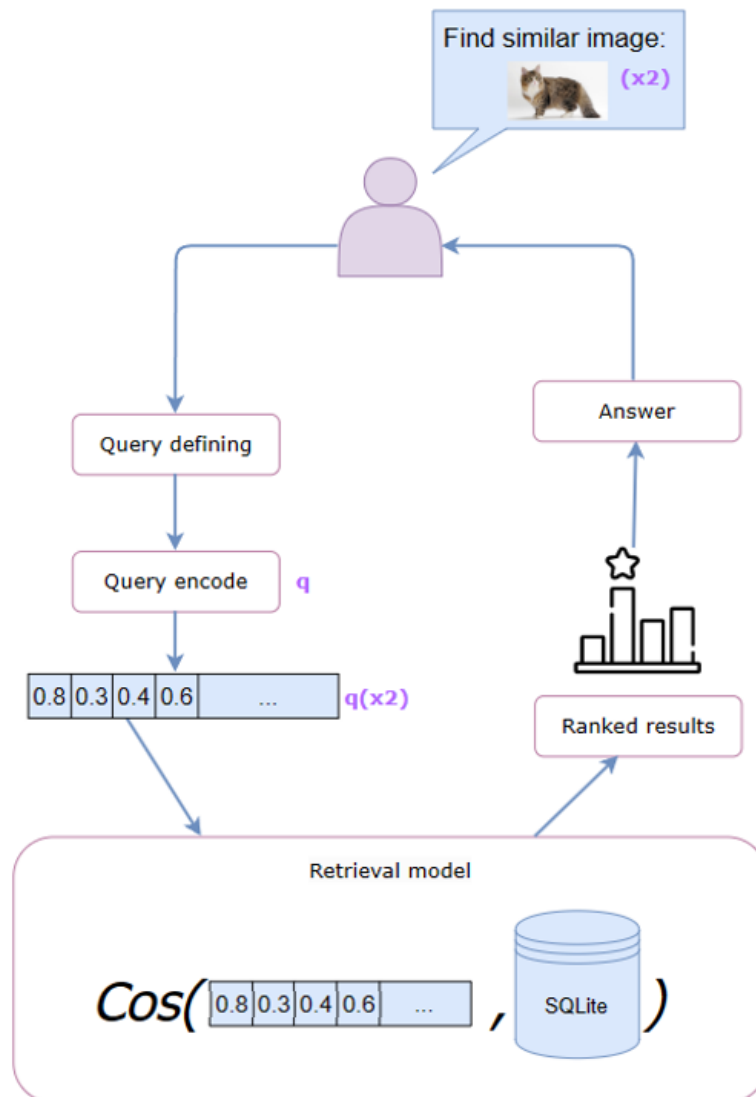 Find similar image:
(x2)
Query defining
Answer
Query encode
q
0.8 0.3 0.4 0.6 ...
q(x2)
Ranked results
Retrieval model
Cos( 0.8 0.3 0.4 0.6 ... , SQLite )